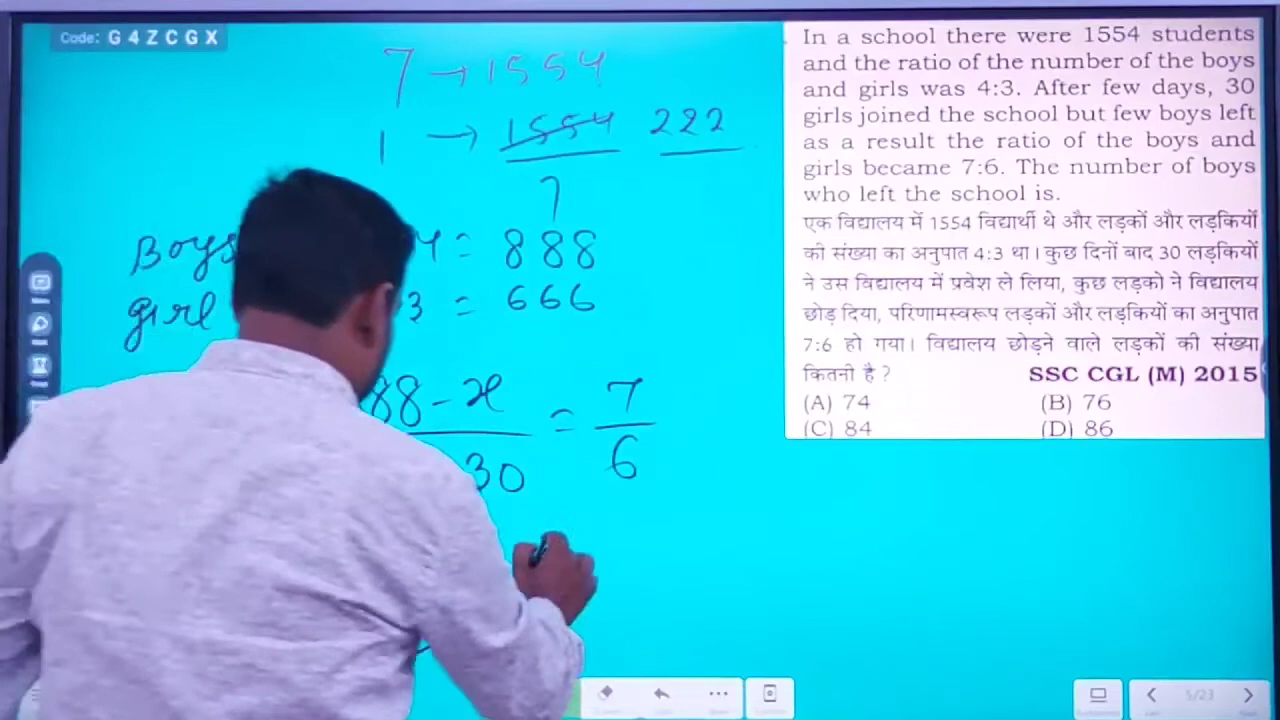 Code: G 4 Z C G X
7 → 1554
1 → 1554 222
7
Boys 4 = 888
girl 3 = 666
88 - x = 7
30 6
In a school there were 1554 students
and the ratio of the number of the boys
and girls was 4:3. After few days, 30
girls joined the school but few boys left
as a result the ratio of the boys and
girls became 7:6. The number of boys
who left the school is.
एक विद्यालय में 1554 विद्यार्थी थे और लड़कों और लड़कियों
की संख्या का अनुपात 4:3 था। कुछ दिनों बाद 30 लड़कियों
ने उस विद्यालय में प्रवेश ले लिया, कुछ लड़को ने विद्यालय
छोड़ दिया, परिणामस्वरूप लड़कों और लड़कियों का अनुपात
7:6 हो गया। विद्यालय छोड़ने वाले लड़कों की संख्या
कितनी है ? SSC CGL (M) 2015
(A) 74 (B) 76
(C) 84 (D) 86
5/23